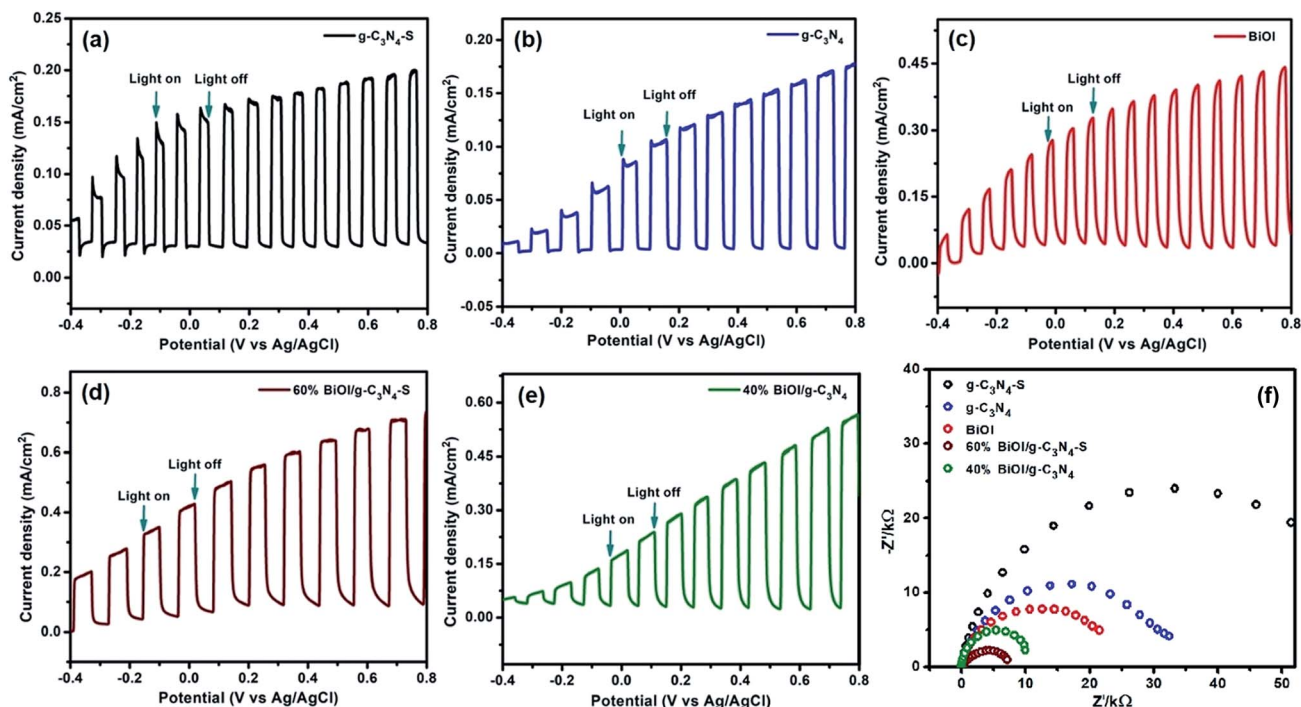 (a)
g-C₃N₄-S
Light on
Light off
Current density (mA/cm²)
0.25
0.20
0.15
0.10
0.05
0.00
-0.4 -0.2 0.0 0.2 0.4 0.6 0.8
Potential (V vs Ag/AgCl)
(b)
g-C₃N₄
Light on
Light off
Current density (mA/cm²)
0.20
0.15
0.10
0.05
0.00
-0.05
-0.4 -0.2 0.0 0.2 0.4 0.6 0.8
Potential (V vs Ag/AgCl)
(c)
BiOI
Light on
Light off
Current density (mA/cm²)
0.45
0.30
0.15
0.00
-0.4 -0.2 0.0 0.2 0.4 0.6 0.8
Potential (V vs Ag/AgCl)
(d)
60% BiOI/g-C₃N₄-S
Light on
Light off
Current density (mA/cm²)
0.8
0.6
0.4
0.2
0.0
-0.4 -0.2 0.0 0.2 0.4 0.6 0.8
Potential (V vs Ag/AgCl)
(e)
40% BiOI/g-C₃N₄
Light on
Light off
Current density (mA/cm²)
0.60
0.45
0.30
0.15
0.00
-0.4 -0.2 0.0 0.2 0.4 0.6 0.8
Potential (V vs Ag/AgCl)
(f)
g-C₃N₄-S
g-C₃N₄
BiOI
60% BiOI/g-C₃N₄-S
40% BiOI/g-C₃N₄
-Z'/kΩ
40
30
20
10
0
0 10 20 30 40 50
Z'/kΩ